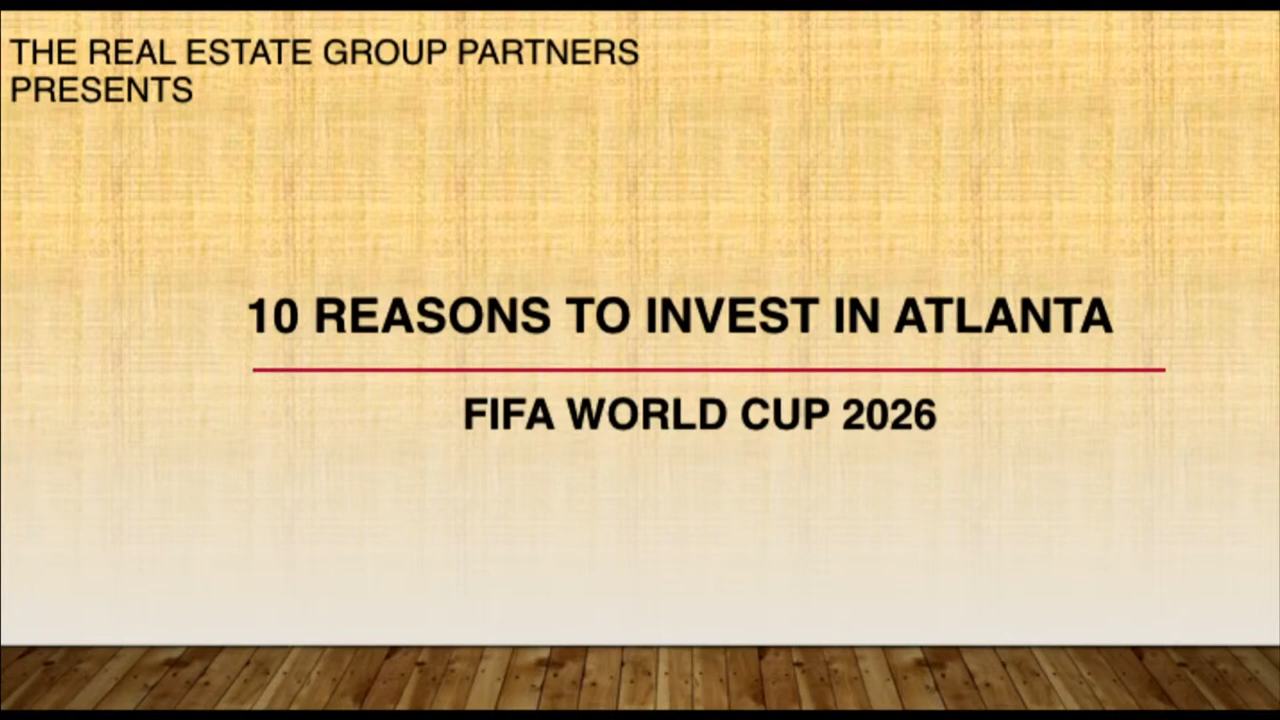 THE REAL ESTATE GROUP PARTNERS
PRESENTS
10 REASONS TO INVEST IN ATLANTA
FIFA WORLD CUP 2026